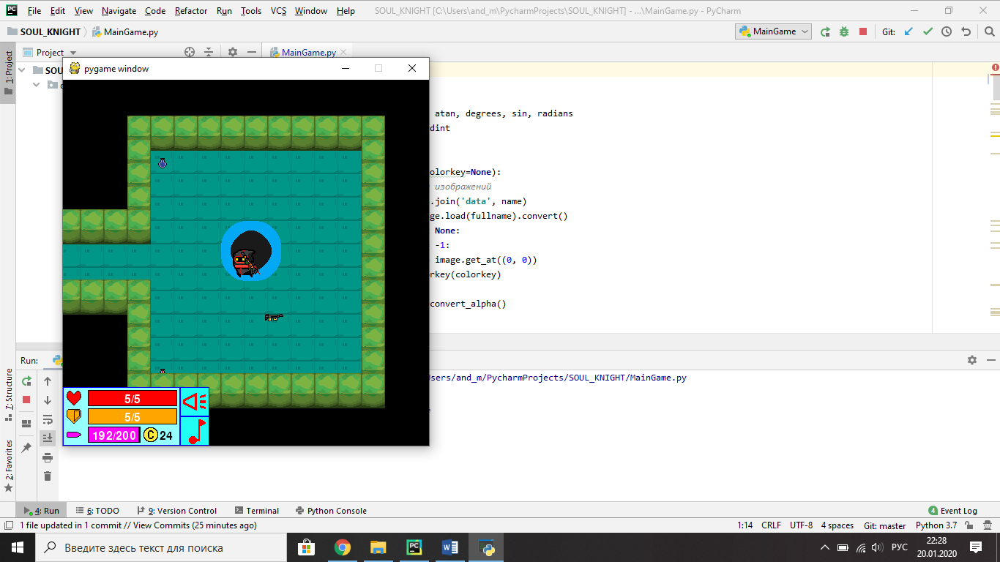 File Edit View Navigate Code Refactor Run Tools VCS Window Help SOUL_KNIGHT [C:\Users\and_m\PycharmProjects\SOUL_KNIGHT] - ...\MainGame.py - PyCharm
SOUL_KNIGHT MainGame.py MainGame Git:
1: Project Project MainGame.py
pygame window
atan, degrees, sin, radians
dint
olorkey=None):
изображений
.join('data', name)
ge.load(fullname).convert()
None:
-1:
image.get_at((0, 0))
rkey(colorkey)
convert_alpha()
Run:
sers/and_m/PycharmProjects/SOUL_KNIGHT/MainGame.py
7: Structure
2: Favorites
5/5
5/5
192/200 C 24
4: Run 6: TODO 9: Version Control Terminal Python Console 4 Event Log
1 file updated in 1 commit // View Commits (25 minutes ago) 1:14 CRLF UTF-8 4 spaces Git: master Python 3.7
Введите здесь текст для поиска РУС 22:28
20.01.2020